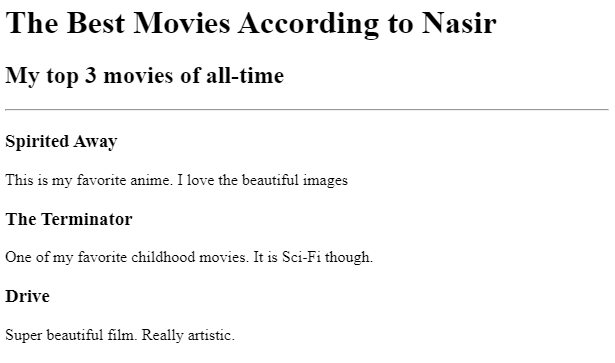 The Best Movies According to Nasir
My top 3 movies of all-time
Spirited Away
This is my favorite anime. I love the beautiful images
The Terminator
One of my favorite childhood movies. It is Sci-Fi though.
Drive
Super beautiful film. Really artistic.